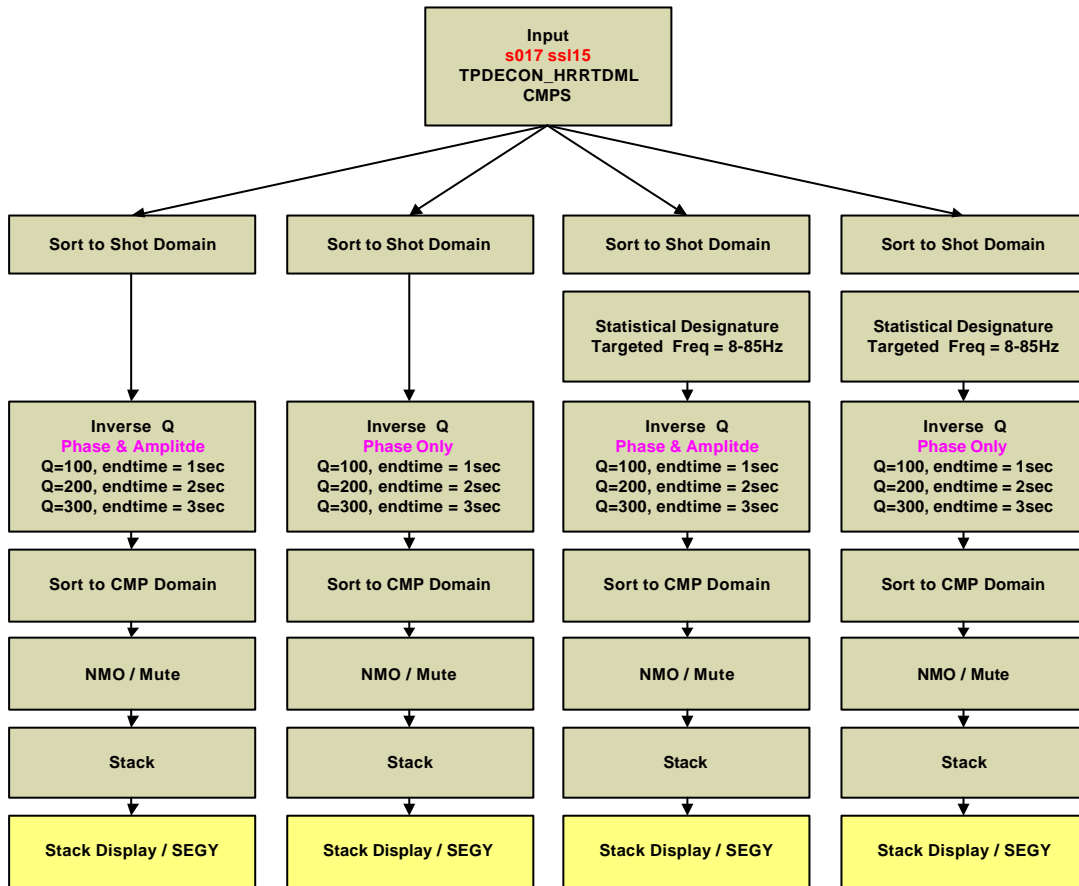 Input
s017 ssl15
TPDECON_HRRTDML
CMPS
Sort to Shot Domain
Sort to Shot Domain
Sort to Shot Domain
Sort to Shot Domain
Statistical Designature
Targeted Freq = 8-85Hz
Statistical Designature
Targeted Freq = 8-85Hz
Inverse Q
Phase & Amplitde
Q=100, endtime = 1sec
Q=200, endtime = 2sec
Q=300, endtime = 3sec
Inverse Q
Phase Only
Q=100, endtime = 1sec
Q=200, endtime = 2sec
Q=300, endtime = 3sec
Inverse Q
Phase & Amplitde
Q=100, endtime = 1sec
Q=200, endtime = 2sec
Q=300, endtime = 3sec
Inverse Q
Phase Only
Q=100, endtime = 1sec
Q=200, endtime = 2sec
Q=300, endtime = 3sec
Sort to CMP Domain
Sort to CMP Domain
Sort to CMP Domain
Sort to CMP Domain
NMO / Mute
NMO / Mute
NMO / Mute
NMO / Mute
Stack
Stack
Stack
Stack
Stack Display / SEGY
Stack Display / SEGY
Stack Display / SEGY
Stack Display / SEGY